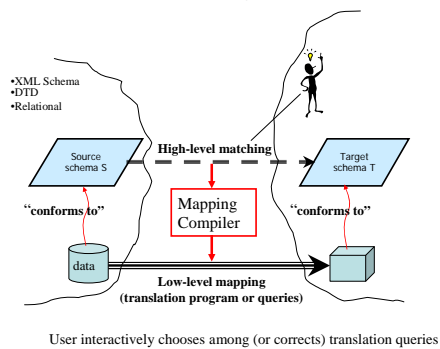 •XML Schema
•DTD
•Relational
High-level matching
Source
schema S
Target
schema T
“conforms to”
Mapping
Compiler
“conforms to”
data
Low-level mapping
(translation program or queries)
User interactively chooses among (or corrects) translation queries